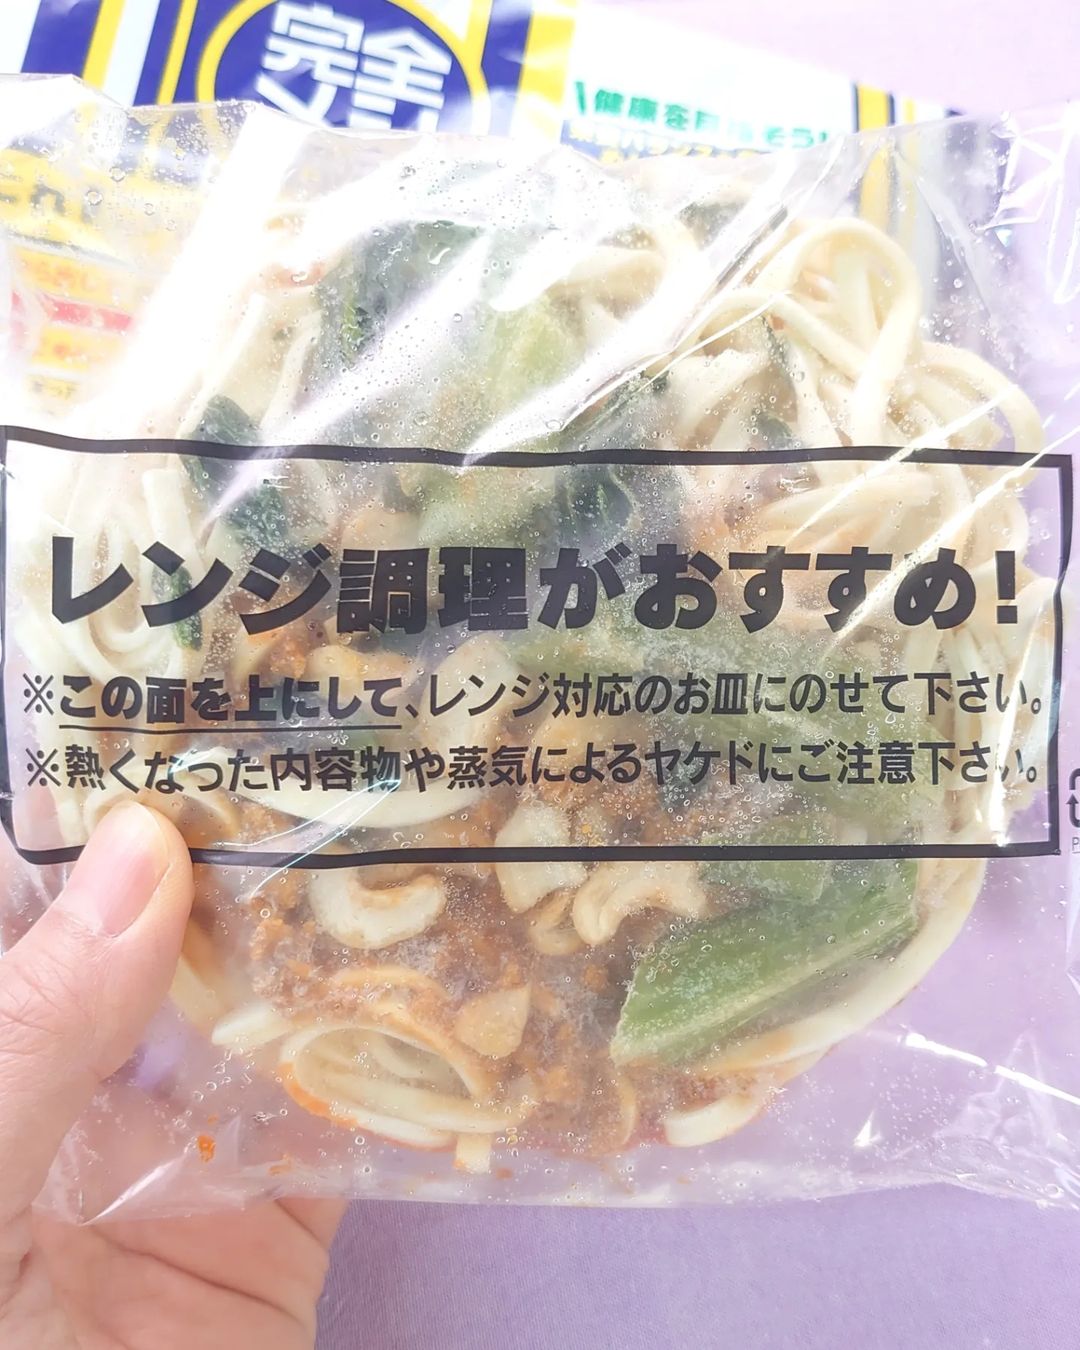 完全
健康を
レンジ調理がおすすめ!
※この面を上にして、レンジ対応のお皿にのせて下さい。
※熱くなった内容物や蒸気によるヤケドにご注意下さい。